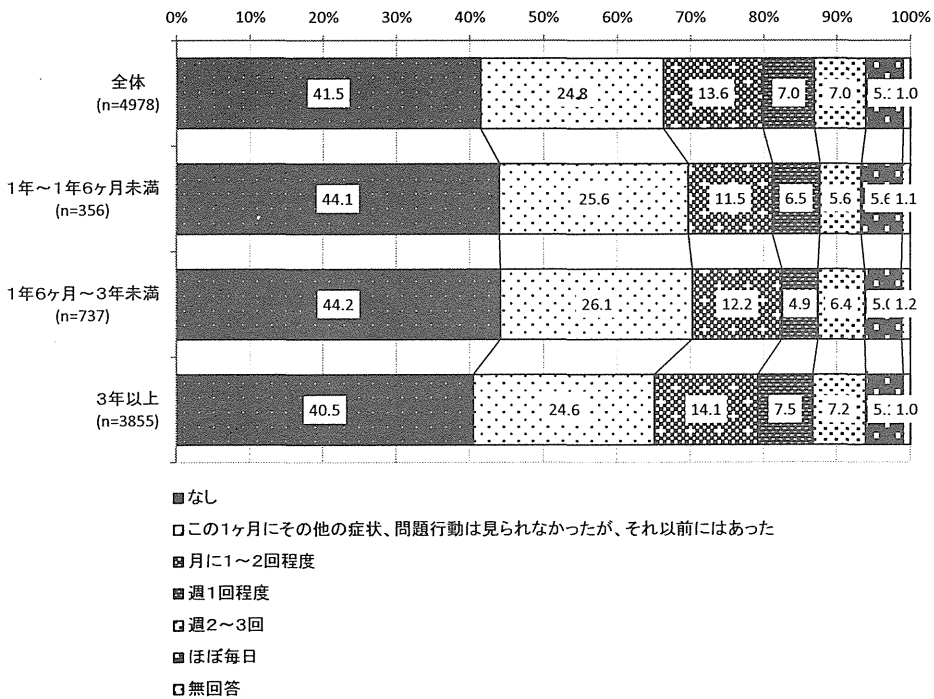 0% 10% 20% 30% 40% 50% 60% 70% 80% 90% 100%
全体
(n=4978)
41.5 24.8 13.6 7.0 7.0 5. 1.0
1年～1年6ヶ月未満
(n=356)
44.1 25.6 11.5 6.5 5.6 5.6 1.1
1年6ヶ月～3年未満
(n=737)
44.2 26.1 12.2 4.9 6.4 5.0 1.2
3年以上
(n=3855)
40.5 24.6 14.1 7.5 7.2 5. 1.0
なし
この1ヶ月にその他の症状、問題行動は見られなかったが、それ以前にはあった
月に1～2回程度
週1回程度
週2～3回
ほぼ毎日
無回答